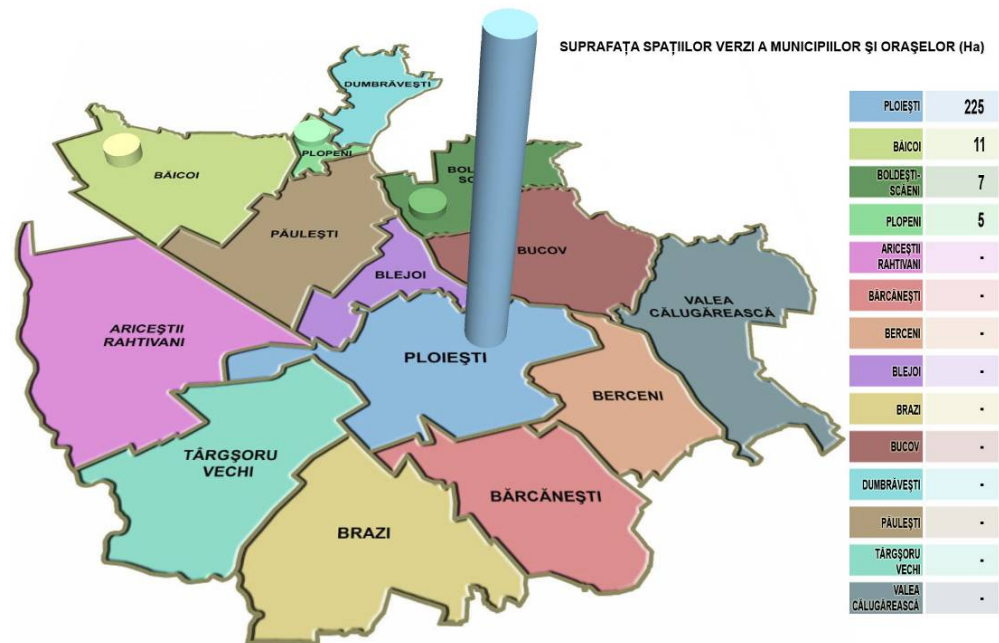 SUPRAFAȚA SPAȚIILOR VERZI A MUNICIPIILOR ȘI ORAȘELOR (Ha)
DUMBRĂVEȘTI
PLOPENI
BĂICOI
BOL
SC
PĂULEȘTI
BLEJOI
BUCOV
VALEA
CĂLUGĂREASCĂ
ARICEȘTII
RAHTIVANI
PLOIEȘTI
BERCENI
TÂRGȘORU
VECHI
BĂRCĂNEȘTI
BRAZI
PLOIEȘTI 225
BĂICOI 11
BOLDEȘTI-
SCĂENI 7
PLOPENI 5
ARICEȘTII
RAHTIVANI -
BĂRCĂNEȘTI -
BERCENI -
BLEJOI -
BRAZI -
BUCOV -
DUMBRĂVEȘTI -
PĂULEȘTI -
TÂRGȘORU
VECHI -
VALEA
CĂLUGĂREASCĂ -